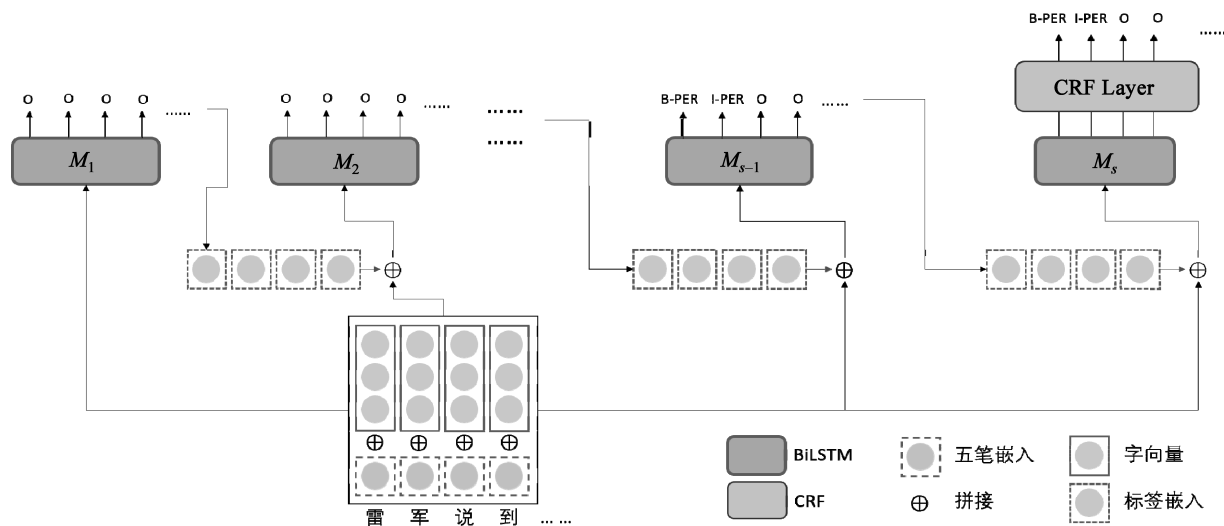 B-PER I-PER O O ......
CRF Layer
O O O O ......
O O O O ...... ......
......
B-PER I-PER O O ......
M1
M2
Ms−1
Ms
⊕ ⊕ ⊕
⊕ ⊕ ⊕ ⊕
雷 军 说 到 ... ...
BiLSTM
CRF
五笔嵌入
⊕ 拼接
字向量
标签嵌入